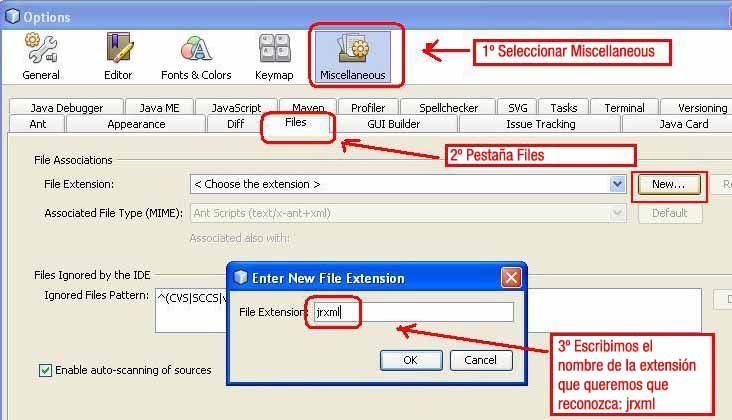 Options
General
Editor
Fonts & Colors
Keymap
Miscellaneous
1º Seleccionar Miscellaneous
Java Debugger
Java ME
JavaScript
Maven
Profiler
Spellchecker
SVG
Tasks
Terminal
Versioning
Ant
Appearance
Diff
Files
GUI Builder
Issue Tracking
Java Card
2º Pestaña Files
File Associations
File Extension:
< Choose the extension >
New...
Associated File Type (MIME):
Ant Scripts (text/x-ant+xml)
Default
Associated also with:
Files Ignored by the IDE
Ignored Files Pattern:
^(CVS|SCCS|
Enter New File Extension
File Extension:
jrxml
OK
Cancel
3º Escribimos el
nombre de la extensión
que queremos que
reconozca: jrxml
Enable auto-scanning of sources